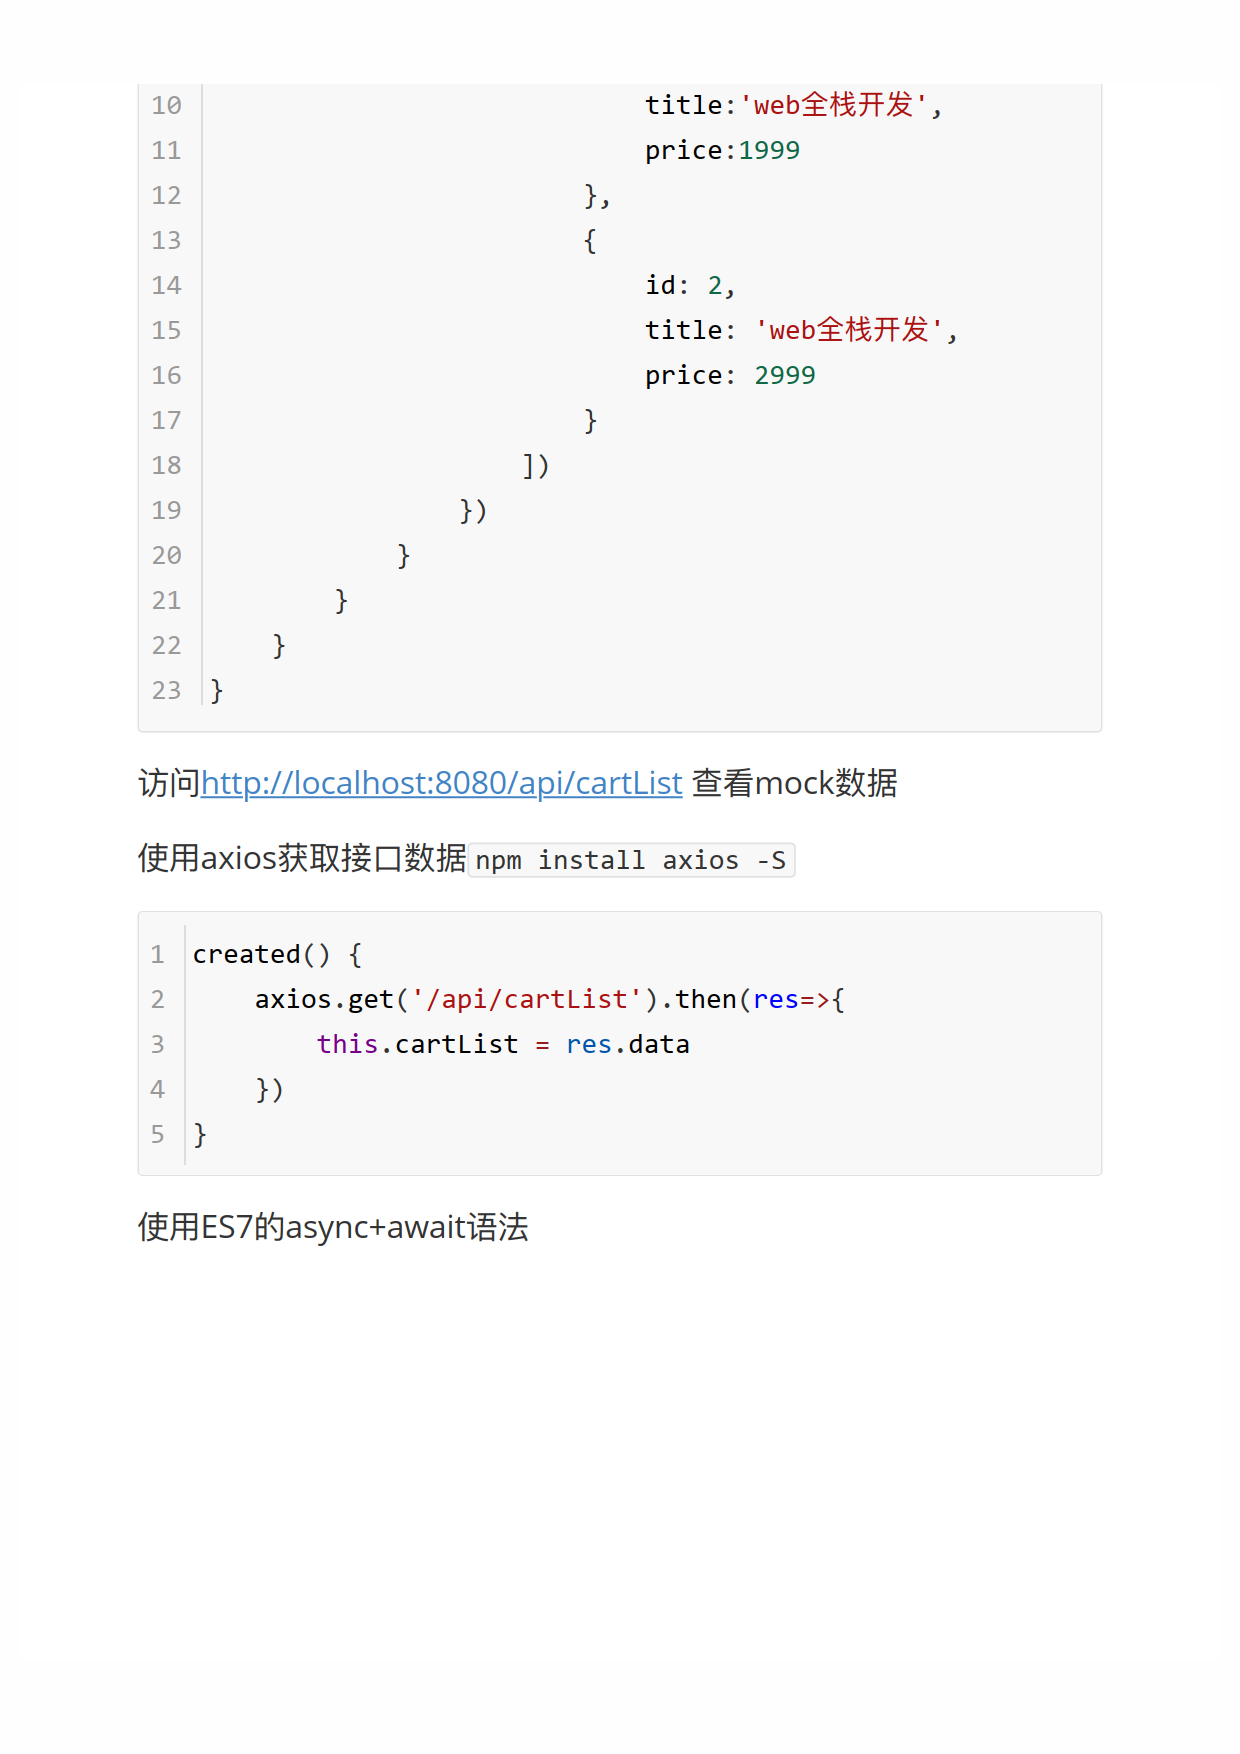 10 title:'web全栈开发',
11 price:1999
12 },
13 {
14 id: 2,
15 title: 'web全栈开发',
16 price: 2999
17 }
18 ])
19 })
20 }
21 }
22 }
23 }
访问http://localhost:8080/api/cartList 查看mock数据
使用axios获取接口数据npm install axios -S
1 created() {
2 axios.get('/api/cartList').then(res=>{
3 this.cartList = res.data
4 })
5 }
使用ES7的async+await语法